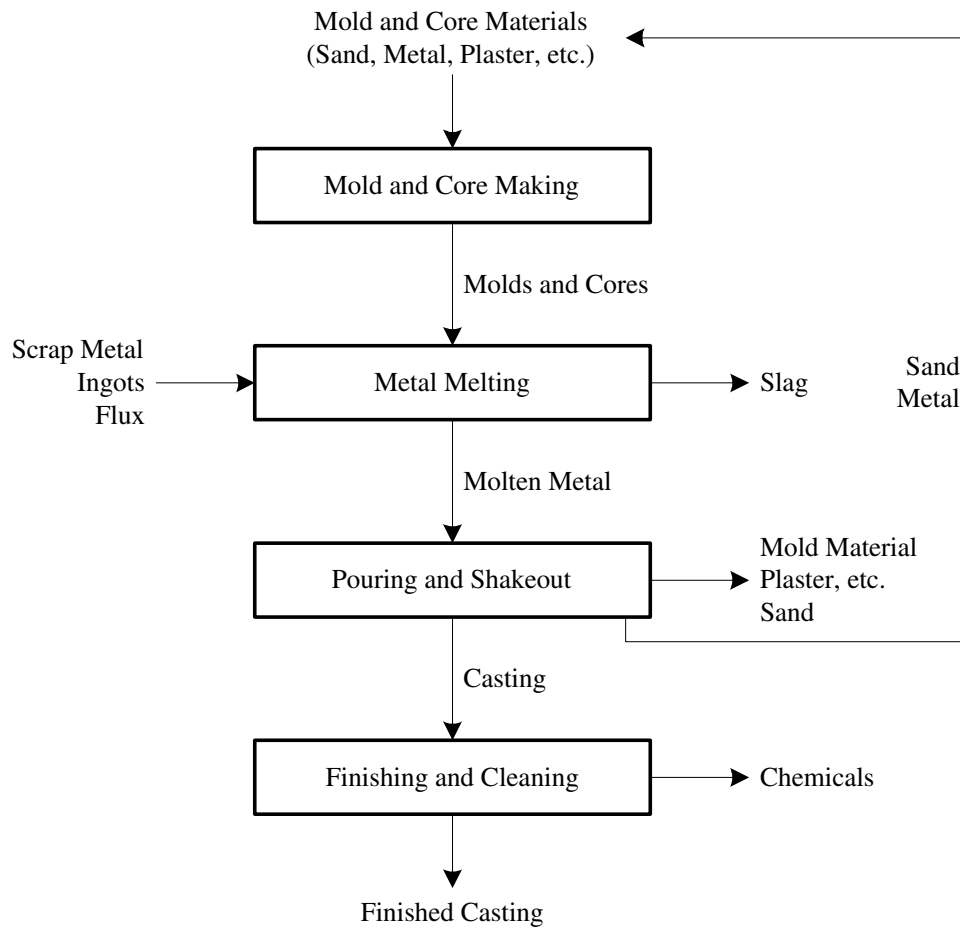 Mold and Core Materials
(Sand, Metal, Plaster, etc.)
Mold and Core Making
Molds and Cores
Scrap Metal
Ingots
Flux
Metal Melting
Slag
Sand
Metal
Molten Metal
Pouring and Shakeout
Mold Material
Plaster, etc.
Sand
Casting
Finishing and Cleaning
Chemicals
Finished Casting